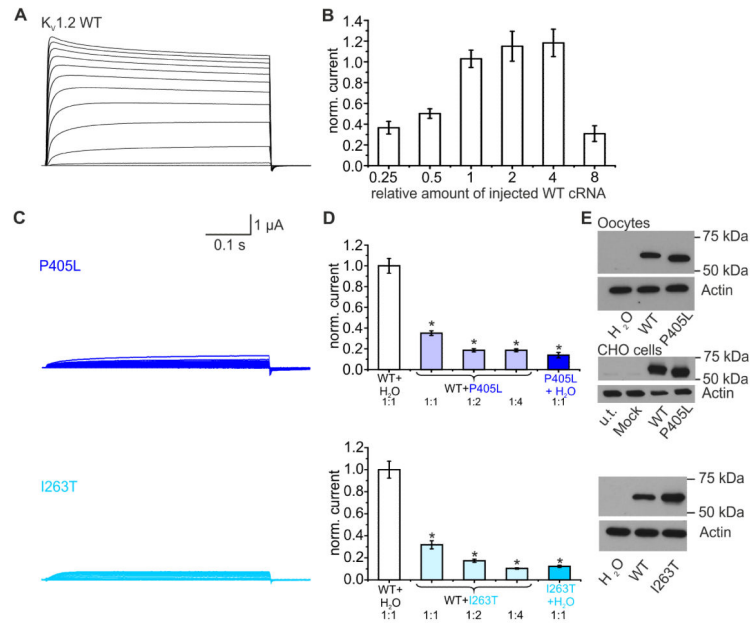 A
K_V1.2 WT
B
norm. current
1.4
1.2
1.0
0.8
0.6
0.4
0.2
0.0
0.25 0.5 1 2 4 8
relative amount of injected WT cRNA
C
1 µA
0.1 s
P405L
I263T
D
norm. current
1.2
1.0
0.8
0.6
0.4
0.2
0.0
* * * *
WT+ H₂O 1:1
WT+P405L
1:1 1:2 1:4
P405L + H₂O 1:1
norm. current
1.2
1.0
0.8
0.6
0.4
0.2
0.0
* * * *
WT+ H₂O 1:1
WT+I263T
1:1 1:2 1:4
I263T +H₂O 1:1
E
Oocytes
75 kDa
50 kDa
Actin
H₂O WT P405L
CHO cells
75 kDa
50 kDa
Actin
u.t. Mock WT P405L
75 kDa
50 kDa
Actin
H₂O WT I263T